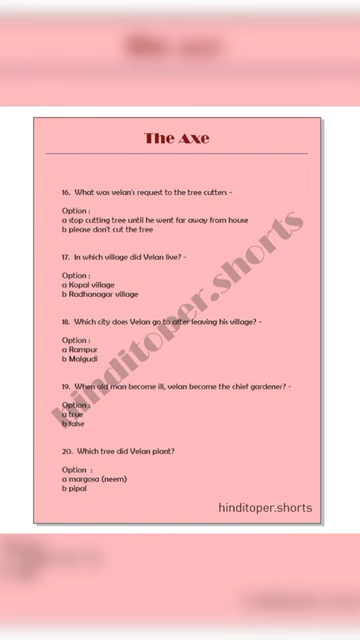 The Axe
16. What was velan's request to the tree cutters -
Option :
a stop cutting tree until he went far away from house
b please don't cut the tree
17. In which village did Velan live? -
Option :
a Kopal village
b Radhanagar village
18. Which city does Velan go to after leaving his village? -
Option :
a Rampur
b Malgudi
19. When old man become ill, velan become the chief gardener? -
Option :
a true
b false
20. Which tree did Velan plant?
Option :
a margosa (neem)
b pipal
hinditoper.shorts
hinditoper.shorts